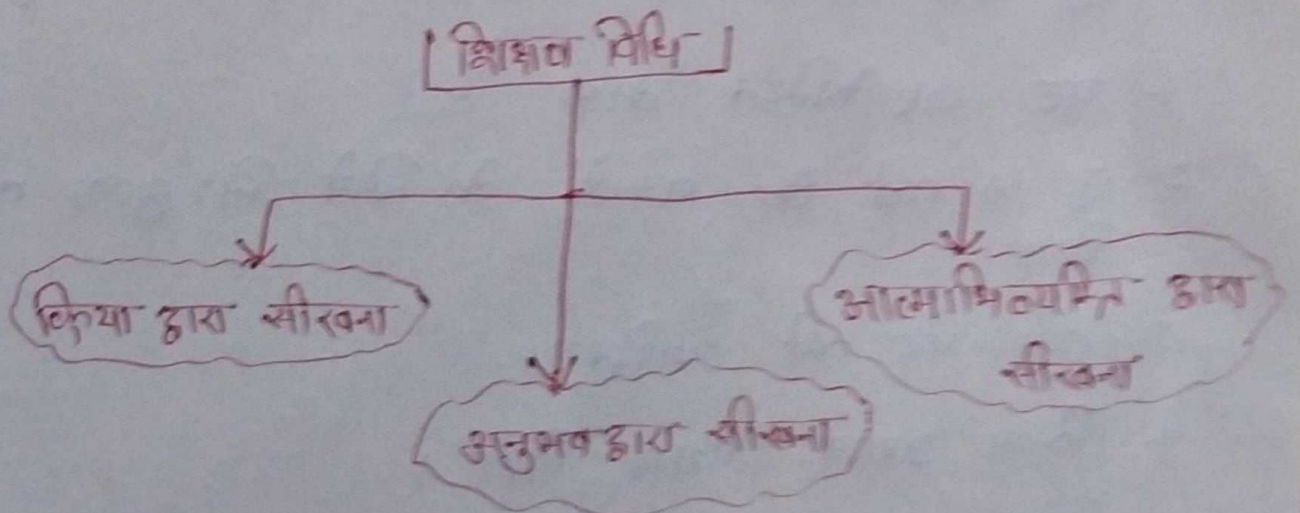 शिक्षण विधि
क्रिया द्वारा सीखना
आत्माभिव्यक्ति द्वारा
सीखना
अनुभव द्वारा सीखना